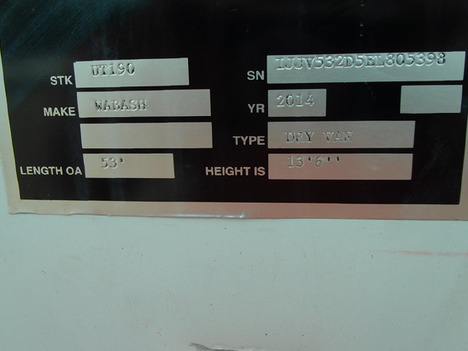 STK UT190 SN 1JJV532D5EL805398
MAKE WABASH YR 2014
TYPE DRY VAN
LENGTH OA 53' HEIGHT IS 13'6''